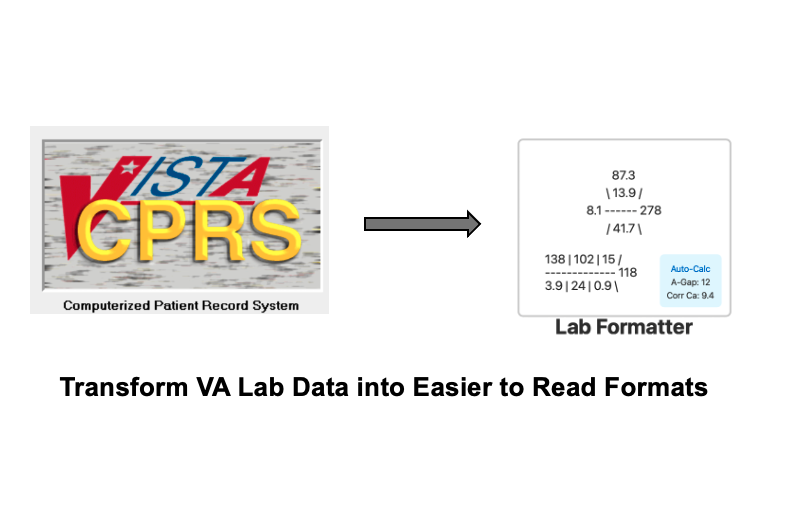 VISTA
CPRS
Computerized Patient Record System
87.3
\ 13.9 /
8.1 ------ 278
/ 41.7 \
138 | 102 | 15 /
------------- 118
3.9 | 24 | 0.9 \
Auto-Calc
A-Gap: 12
Corr Ca: 9.4
Lab Formatter
Transform VA Lab Data into Easier to Read Formats